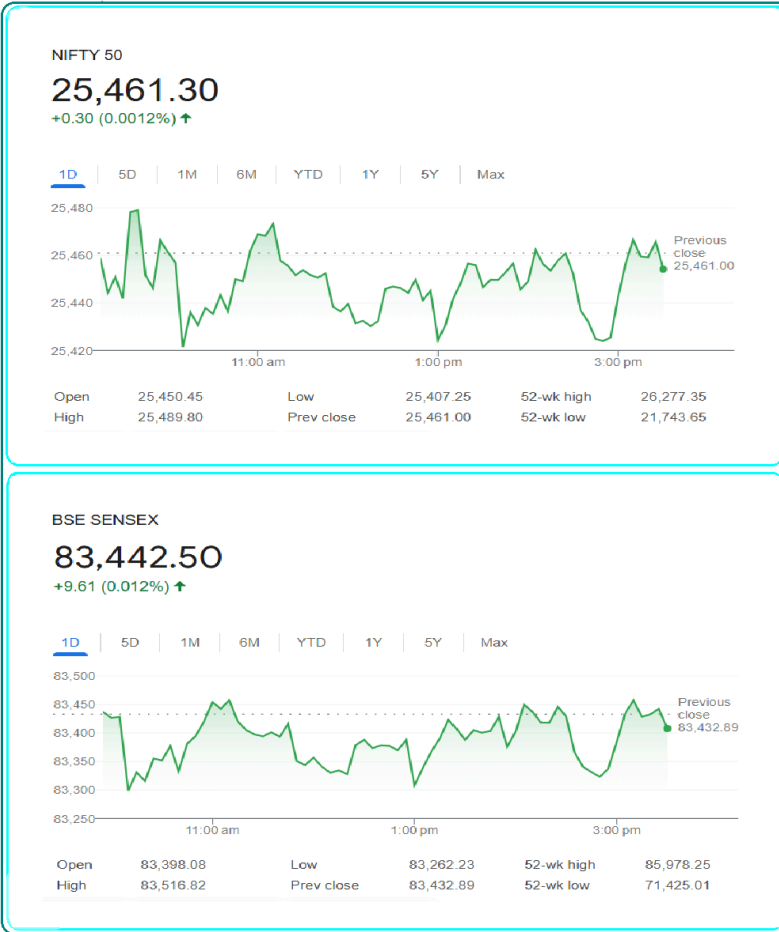 NIFTY 50
25,461.30
+0.30 (0.0012%) ↑
1D 5D 1M 6M YTD 1Y 5Y Max
25,480
25,460
25,440
25,420
Previous
close
25,461.00
11:00 am 1:00 pm 3:00 pm
Open 25,450.45 Low 25,407.25 52-wk high 26,277.35
High 25,489.80 Prev close 25,461.00 52-wk low 21,743.65
BSE SENSEX
83,442.50
+9.61 (0.012%) ↑
1D 5D 1M 6M YTD 1Y 5Y Max
83,500
83,450
83,400
83,350
83,300
83,250
Previous
close
83,432.89
11:00 am 1:00 pm 3:00 pm
Open 83,398.08 Low 83,262.23 52-wk high 85,978.25
High 83,516.82 Prev close 83,432.89 52-wk low 71,425.01